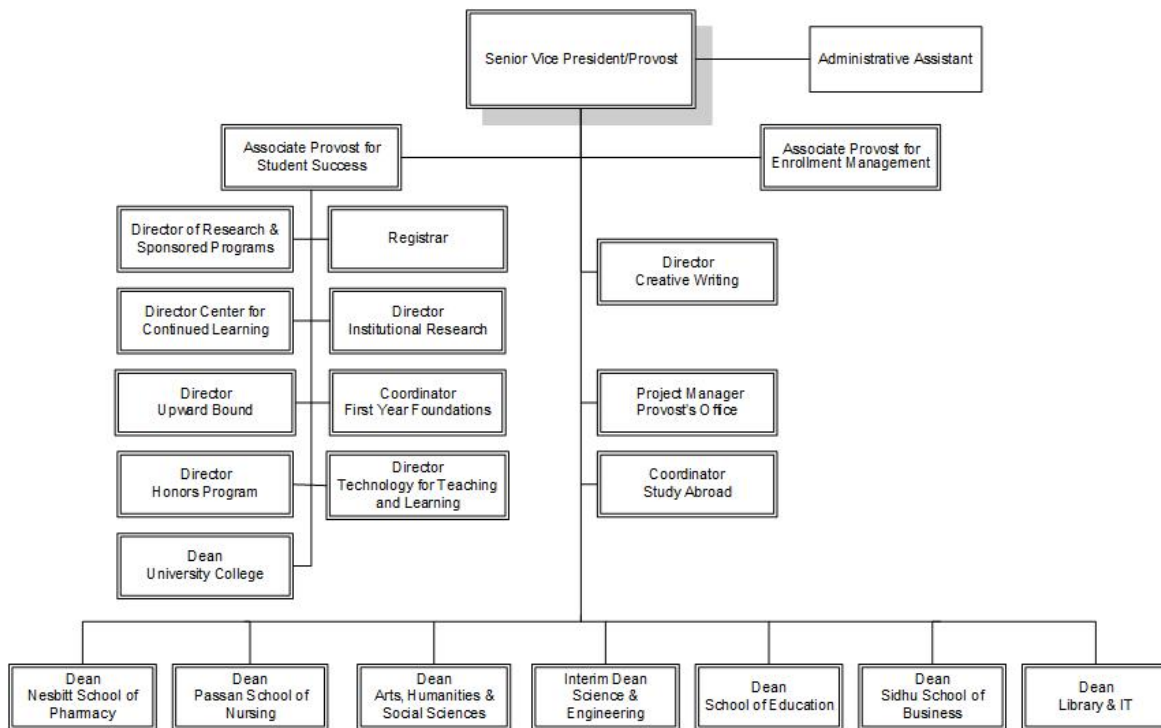 Senior Vice President/Provost
Administrative Assistant
Associate Provost for
Student Success
Associate Provost for
Enrollment Management
Director of Research &
Sponsored Programs
Registrar
Director
Creative Writing
Director Center for
Continued Learning
Director
Institutional Research
Director
Upward Bound
Coordinator
First Year Foundations
Project Manager
Provost's Office
Director
Honors Program
Director
Technology for Teaching
and Learning
Coordinator
Study Abroad
Dean
University College
Dean
Nesbitt School of
Pharmacy
Dean
Passan School of
Nursing
Dean
Arts, Humanities &
Social Sciences
Interim Dean
Science &
Engineering
Dean
School of Education
Dean
Sidhu School of
Business
Dean
Library & IT